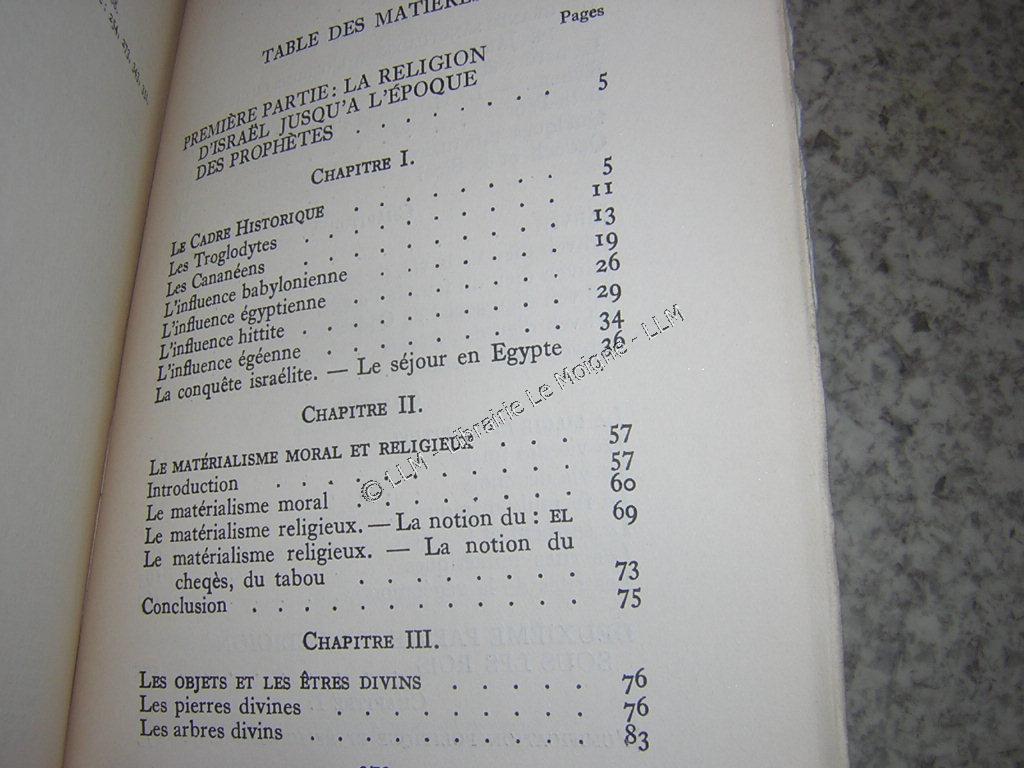 TABLE DES MATIÈRES
Pages
PREMIÈRE PARTIE: LA RELIGION
D'ISRAËL JUSQU'A L'ÉPOQUE
DES PROPHÈTES . . . . . . . 5
CHAPITRE I.
LE CADRE HISTORIQUE . . . . . . . 5
Les Troglodytes . . . . . . . . 11
Les Cananéens . . . . . . . . 13
L'influence babylonienne . . . . . . 19
L'influence égyptienne . . . . . . . 26
L'influence hittite . . . . . . . . 29
L'influence égéenne . . . . . . . 34
La conquête israélite. — Le séjour en Egypte 36
CHAPITRE II.
LE MATÉRIALISME MORAL ET RELIGIEUX . . . 57
Introduction . . . . . . . . . 57
Le matérialisme moral . . . . . . . 60
Le matérialisme religieux. — La notion du : EL 69
Le matérialisme religieux. — La notion du
cheqès, du tabou . . . . . . . . 73
Conclusion . . . . . . . . . . 75
CHAPITRE III.
LES OBJETS ET LES ÊTRES DIVINS . . . . . 76
Les pierres divines . . . . . . . . 76
Les arbres divins . . . . . . . . . 83
© LLM - Librairie Le Moigne - LLM